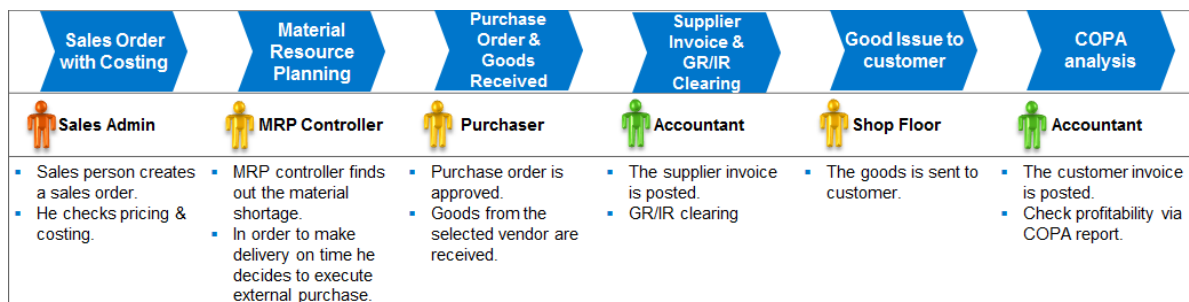 Sales Order
with Costing
Material
Resource
Planning
Purchase
Order &
Goods
Received
Supplier
Invoice &
GR/IR
Clearing
Good Issue to
customer
COPA
analysis
Sales Admin
MRP Controller
Purchaser
Accountant
Shop Floor
Accountant
▪ Sales person creates
a sales order.
▪ He checks pricing &
costing.
▪ MRP controller finds
out the material
shortage.
▪ In order to make
delivery on time he
decides to execute
external purchase.
▪ Purchase order is
approved.
▪ Goods from the
selected vendor are
received.
▪ The supplier invoice
is posted.
▪ GR/IR clearing
▪ The goods is sent to
customer.
▪ The customer invoice
is posted.
▪ Check profitability via
COPA report.